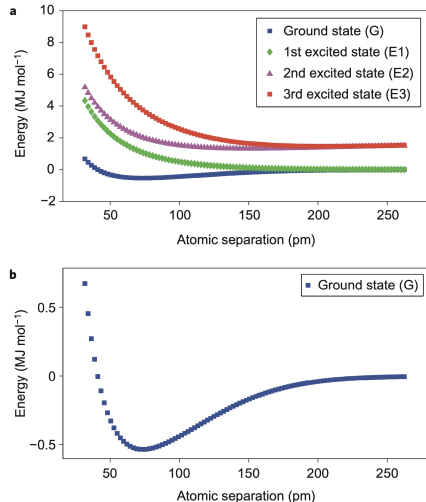 a
10
8
6
4
2
0
−2
Energy (MJ mol⁻¹)
Ground state (G)
1st excited state (E1)
2nd excited state (E2)
3rd excited state (E3)
50 100 150 200 250
Atomic separation (pm)
b
0.5
0
−0.5
Energy (MJ mol⁻¹)
Ground state (G)
50 100 150 200 250
Atomic separation (pm)